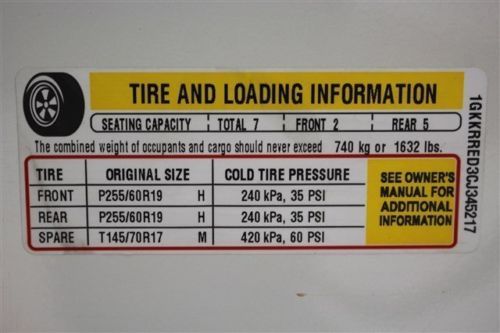 TIRE AND LOADING INFORMATION
SEATING CAPACITY TOTAL 7 FRONT 2 REAR 5
The combined weight of occupants and cargo should never exceed 740 kg or 1632 lbs.
TIRE ORIGINAL SIZE COLD TIRE PRESSURE
FRONT P255/60R19 H 240 kPa, 35 PSI
REAR P255/60R19 H 240 kPa, 35 PSI
SPARE T145/70R17 M 420 kPa, 60 PSI
SEE OWNER'S
MANUAL FOR
ADDITIONAL
INFORMATION
1GKKRRED3CJ345217